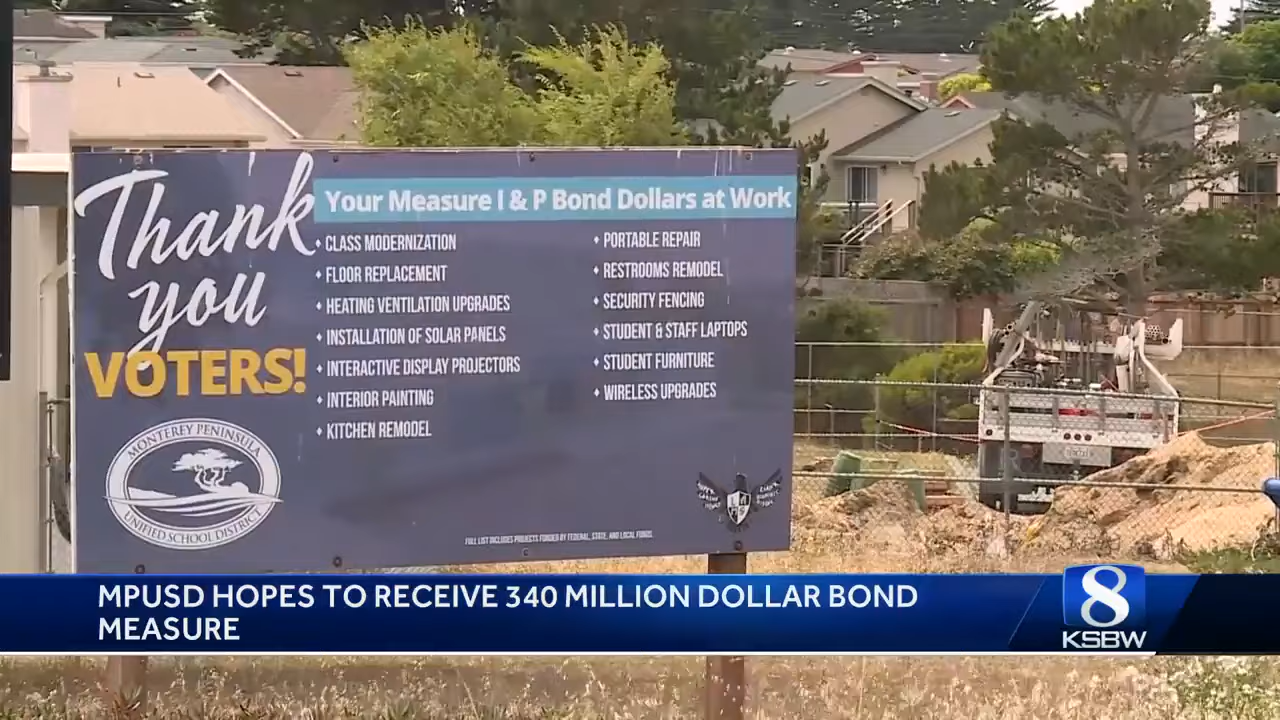 Thank
you
VOTERS!
Your Measure I & P Bond Dollars at Work
♦ CLASS MODERNIZATION
♦ FLOOR REPLACEMENT
♦ HEATING VENTILATION UPGRADES
♦ INSTALLATION OF SOLAR PANELS
♦ INTERACTIVE DISPLAY PROJECTORS
♦ INTERIOR PAINTING
♦ KITCHEN REMODEL
♦ PORTABLE REPAIR
♦ RESTROOMS REMODEL
♦ SECURITY FENCING
♦ STUDENT & STAFF LAPTOPS
♦ STUDENT FURNITURE
♦ WIRELESS UPGRADES
MONTEREY PENINSULA
UNIFIED SCHOOL DISTRICT
FULL LIST INCLUDES PROJECTS FUNDED BY FEDERAL, STATE, AND LOCAL FUNDS.
MPUSD HOPES TO RECEIVE 340 MILLION DOLLAR BOND
MEASURE
8
KSBW